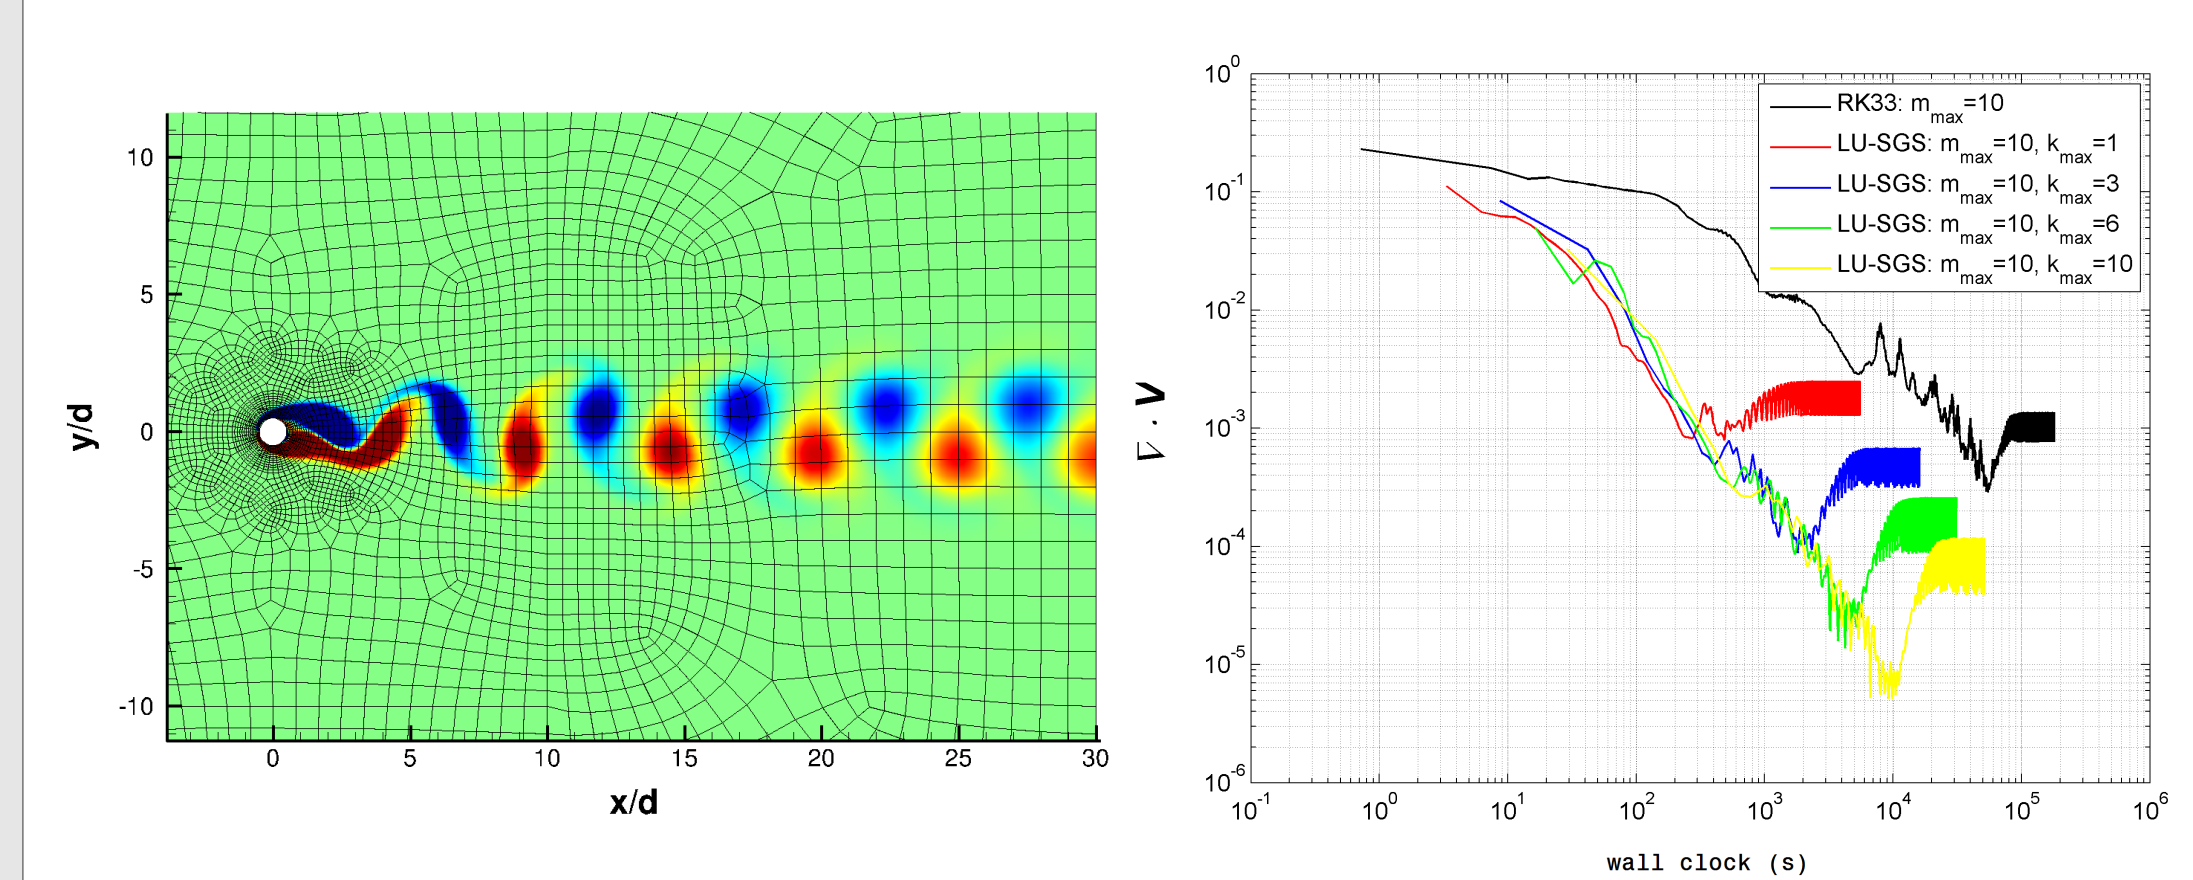 10
5
0
-5
-10
y/d
0 5 10 15 20 25 30
x/d
10^0
10^-1
10^-2
10^-3
10^-4
10^-5
10^-6
∇ · V
RK33: m_max=10
LU-SGS: m_max=10, k_max=1
LU-SGS: m_max=10, k_max=3
LU-SGS: m_max=10, k_max=6
LU-SGS: m_max=10, k_max=10
10^-1 10^0 10^1 10^2 10^3 10^4 10^5 10^6
wall clock (s)